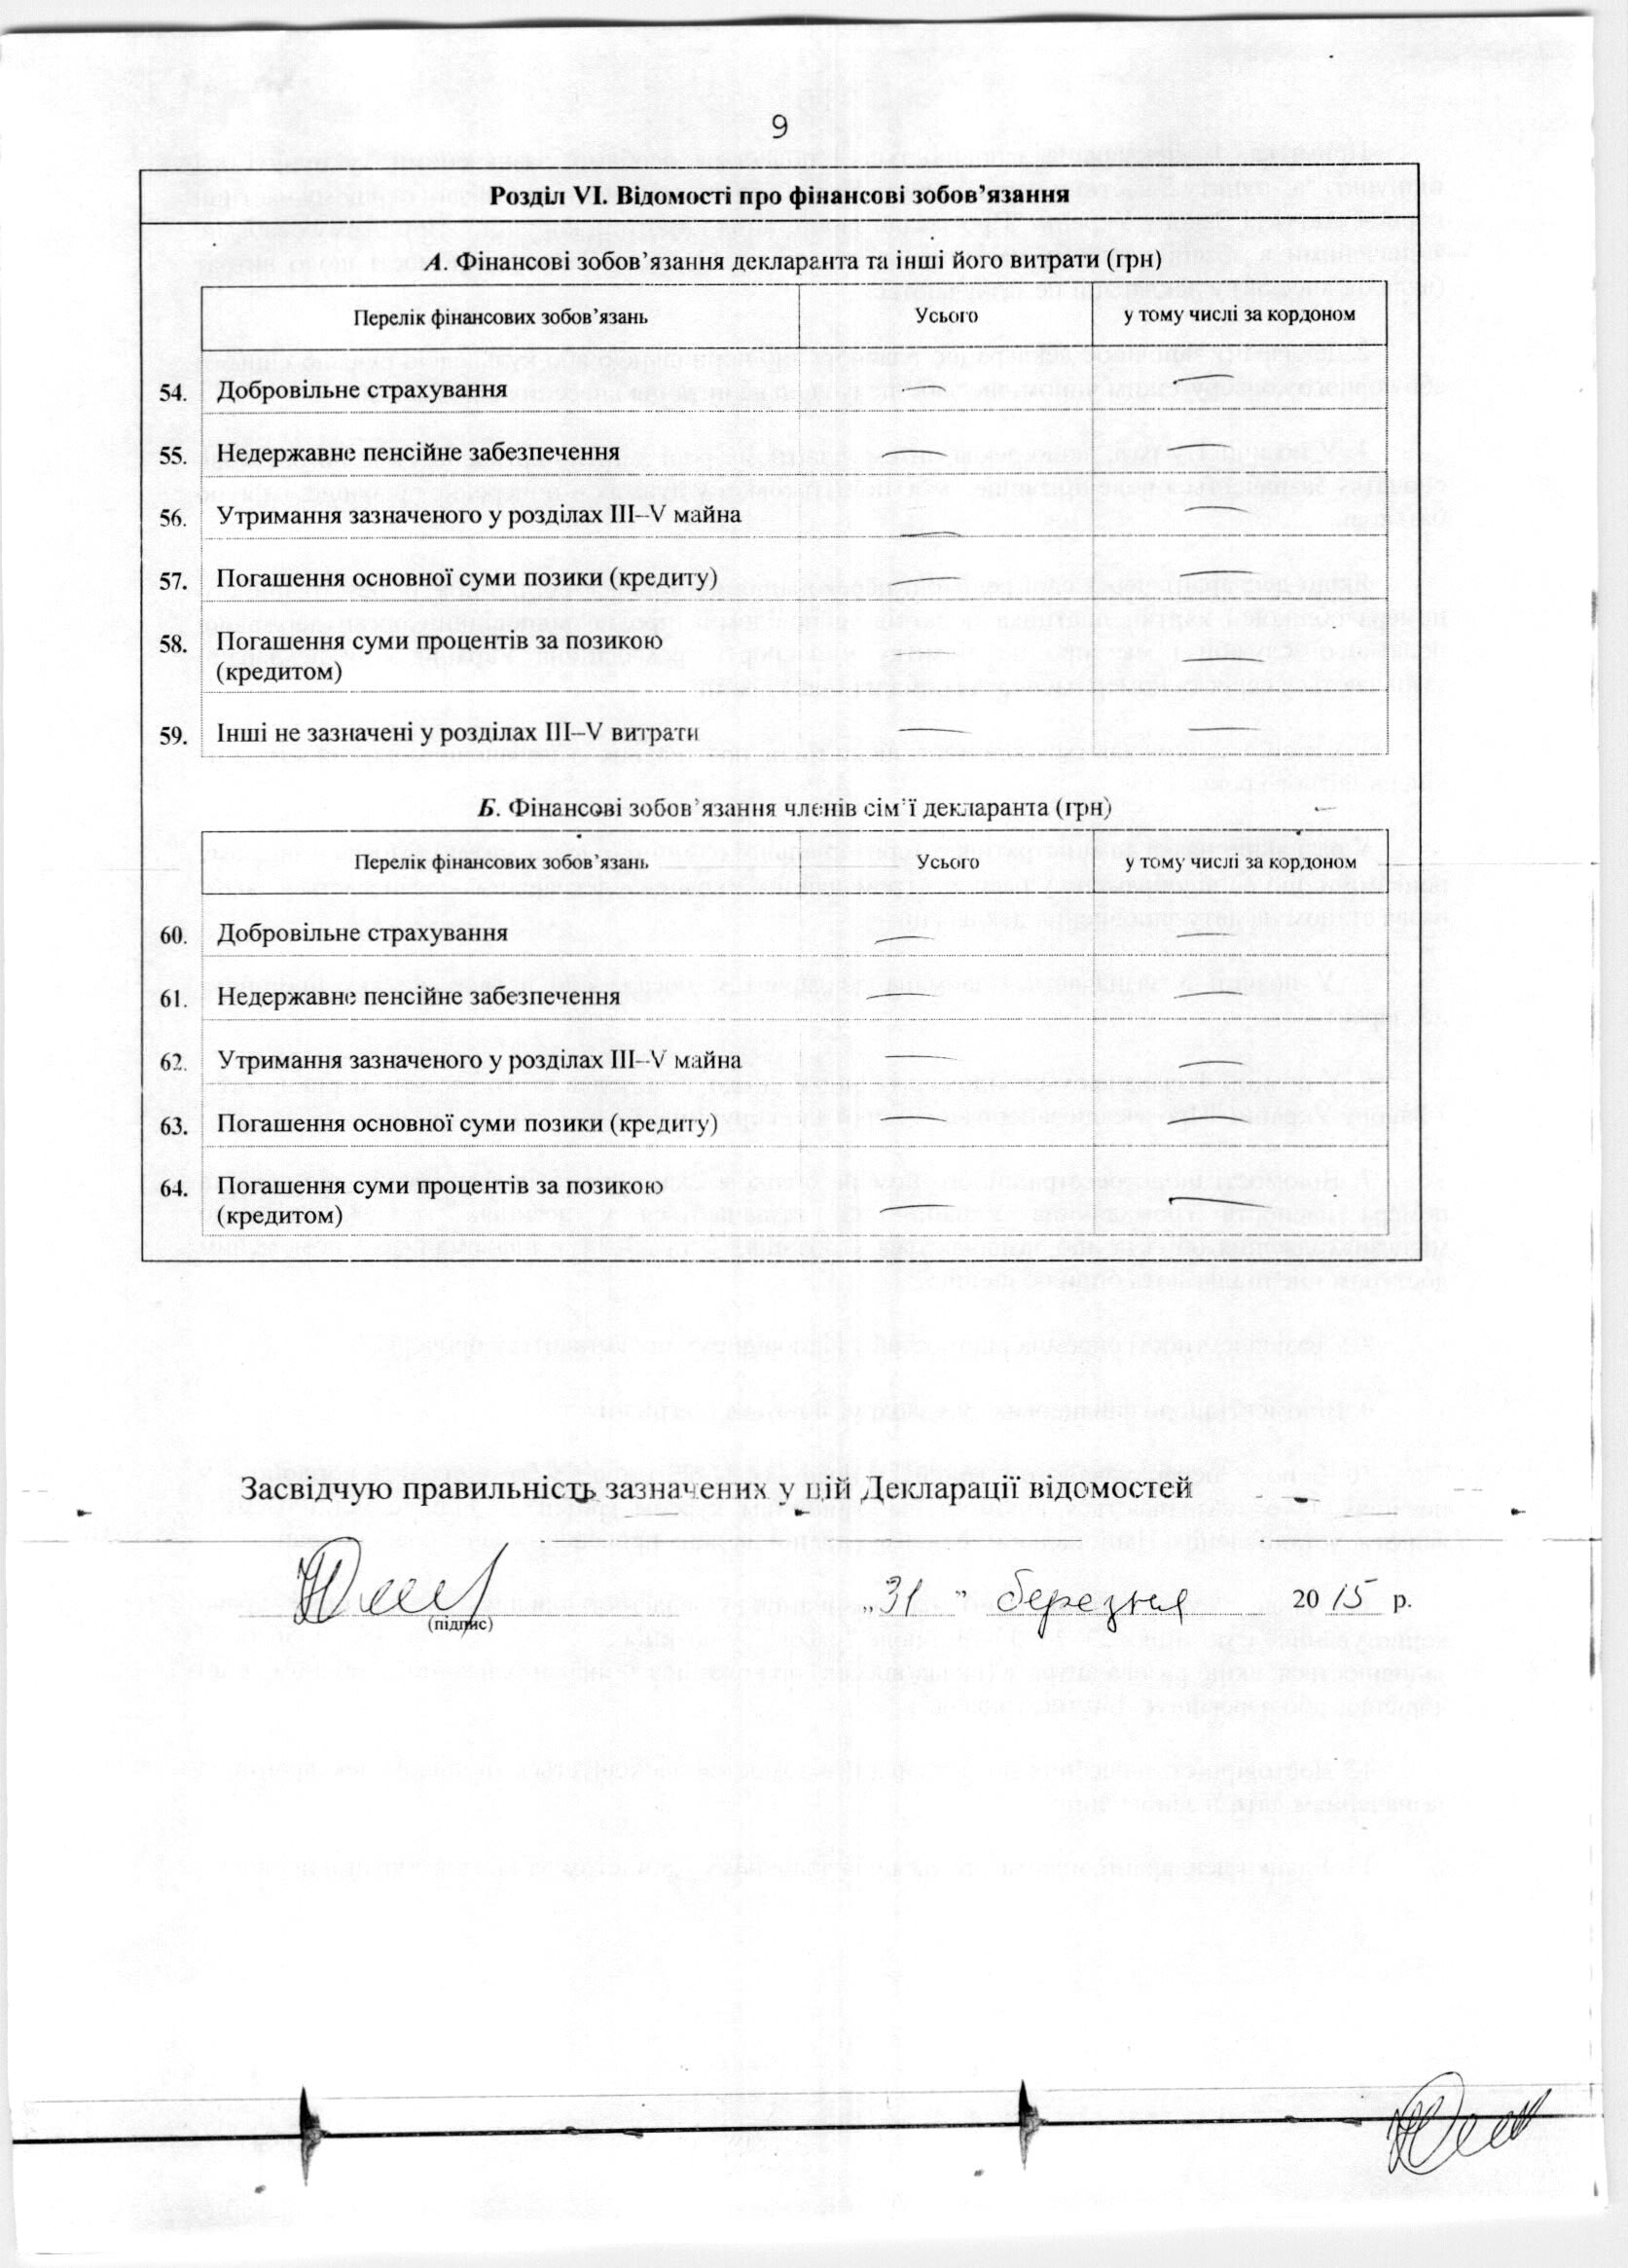 9
Розділ VI. Відомості про фінансові зобов’язання
А. Фінансові зобов’язання декларанта та інші його витрати (грн)
Перелік фінансових зобов’язань Усього у тому числі за кордоном
54. Добровільне страхування — —
55. Недержавне пенсійне забезпечення — —
56. Утримання зазначеного у розділах III–V майна — —
57. Погашення основної суми позики (кредиту) — —
58. Погашення суми процентів за позикою
(кредитом) — —
59. Інші не зазначені у розділах III–V витрати — —
Б. Фінансові зобов’язання членів сім’ї декларанта (грн)
Перелік фінансових зобов’язань Усього у тому числі за кордоном
60. Добровільне страхування — —
61. Недержавне пенсійне забезпечення — —
62. Утримання зазначеного у розділах III–V майна — —
63. Погашення основної суми позики (кредиту) — —
64. Погашення суми процентів за позикою
(кредитом) — —
Засвідчую правильність зазначених у цій Декларації відомостей
„31” березня 2015 р.
(підпис)